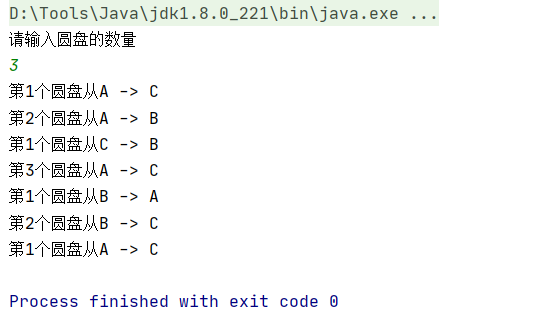 D:\Tools\Java\jdk1.8.0_221\bin\java.exe ...
请输入圆盘的数量
3
第1个圆盘从A -> C
第2个圆盘从A -> B
第1个圆盘从C -> B
第3个圆盘从A -> C
第1个圆盘从B -> A
第2个圆盘从B -> C
第1个圆盘从A -> C
Process finished with exit code 0